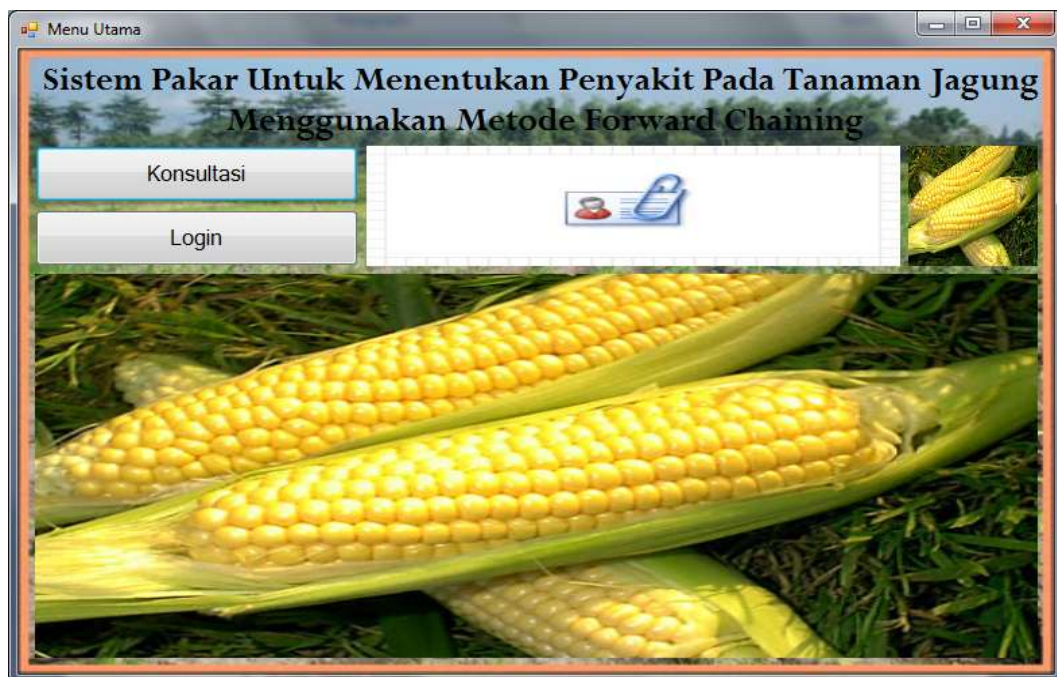 Menu Utama
Sistem Pakar Untuk Menentukan Penyakit Pada Tanaman Jagung
Menggunakan Metode Forward Chaining
Konsultasi
Login